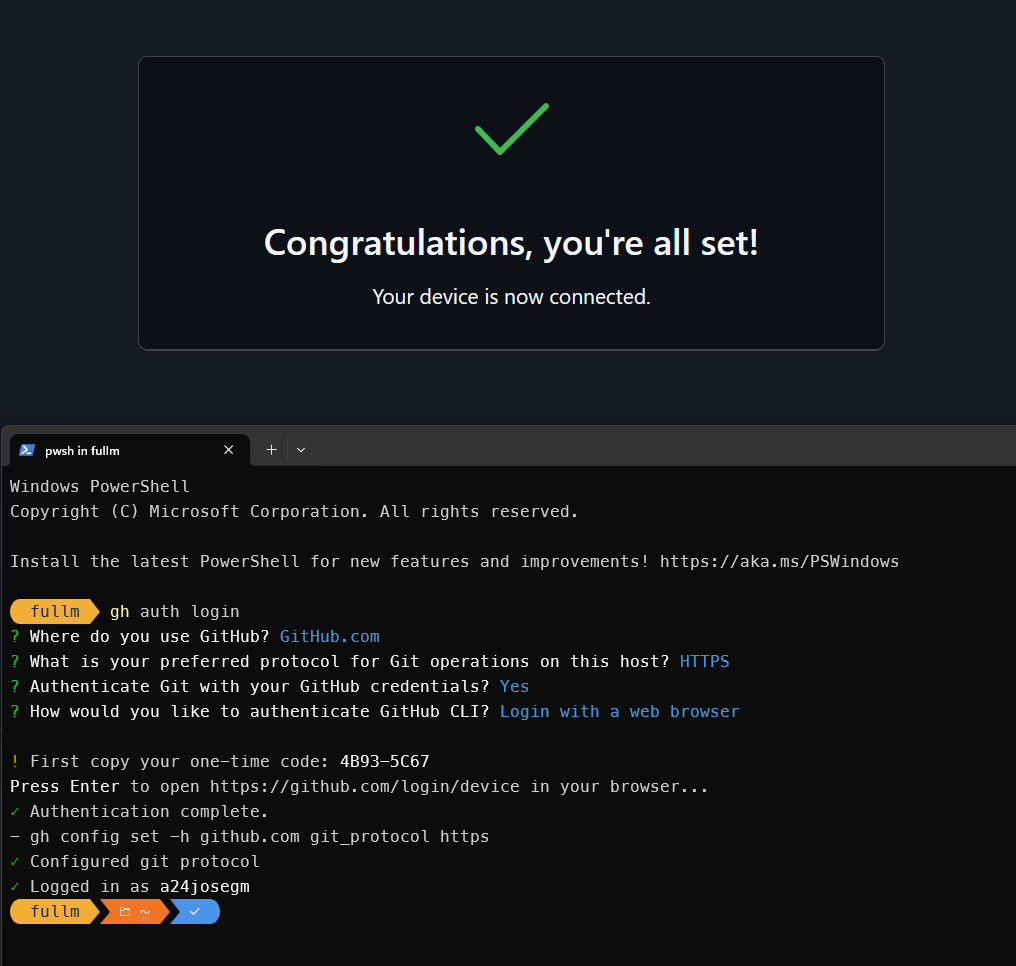 Congratulations, you're all set!
Your device is now connected.
pwsh in fullm
Windows PowerShell
Copyright (C) Microsoft Corporation. All rights reserved.
Install the latest PowerShell for new features and improvements! https://aka.ms/PSWindows
fullm gh auth login
? Where do you use GitHub? GitHub.com
? What is your preferred protocol for Git operations on this host? HTTPS
? Authenticate Git with your GitHub credentials? Yes
? How would you like to authenticate GitHub CLI? Login with a web browser
! First copy your one-time code: 4B93-5C67
Press Enter to open https://github.com/login/device in your browser...
✓ Authentication complete.
- gh config set -h github.com git_protocol https
✓ Configured git protocol
✓ Logged in as a24josegm
fullm ~ ✓